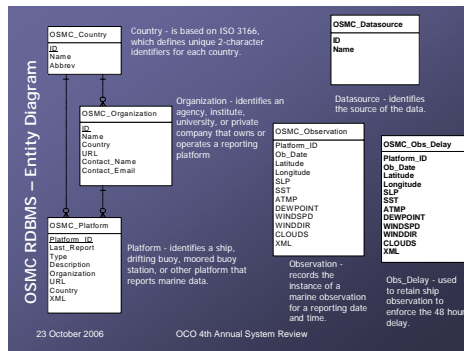 OSMC RDBMS – Entity Diagram
OSMC_Country
ID
Name
Abbrev
Country - is based on ISO 3166,
which defines unique 2-character
identifiers for each country.
OSMC_Datasource
ID
Name
Datasource - identifies
the source of the data.
OSMC_Organization
ID
Name
Country
URL
Contact_Name
Contact_Email
Organization - identifies an
agency, institute,
university, or private
company that owns or
operates a reporting
platform
OSMC_Platform
Platform_ID
Last_Report
Type
Description
Organization
URL
Country
XML
Platform - identifies a ship,
drifting buoy, moored buoy
station, or other platform that
reports marine data.
OSMC_Observation
Platform_ID
Ob_Date
Latitude
Longitude
SLP
SST
ATMP
DEWPOINT
WINDSPD
WINDDIR
CLOUDS
XML
Observation -
records the
instance of a
marine observation
for a reporting date
and time.
OSMC_Obs_Delay
Platform_ID
Ob_Date
Latitude
Longitude
SLP
SST
ATMP
DEWPOINT
WINDSPD
WINDDIR
CLOUDS
XML
Obs_Delay - used
to retain ship
observation to
enforce the 48 hour
delay.
23 October 2006
OCO 4th Annual System Review